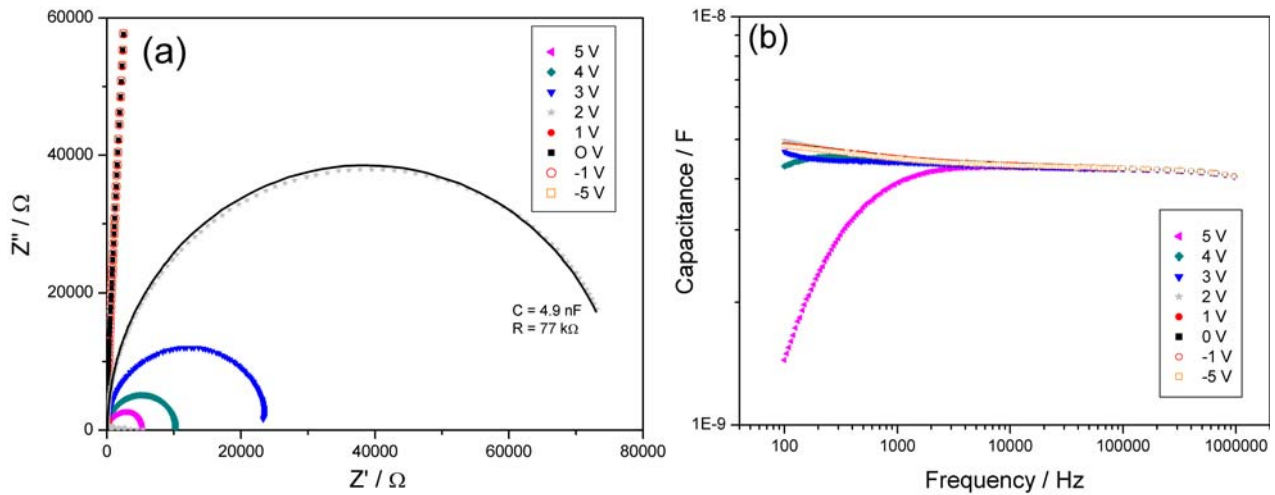 (a)
60000
40000
20000
0
Z'' / Ω
5 V
4 V
3 V
2 V
1 V
O V
-1 V
-5 V
C = 4.9 nF
R = 77 kΩ
0 20000 40000 60000 80000
Z' / Ω
(b)
1E-8
1E-9
Capacitance / F
5 V
4 V
3 V
2 V
1 V
0 V
-1 V
-5 V
100 1000 10000 100000 1000000
Frequency / Hz